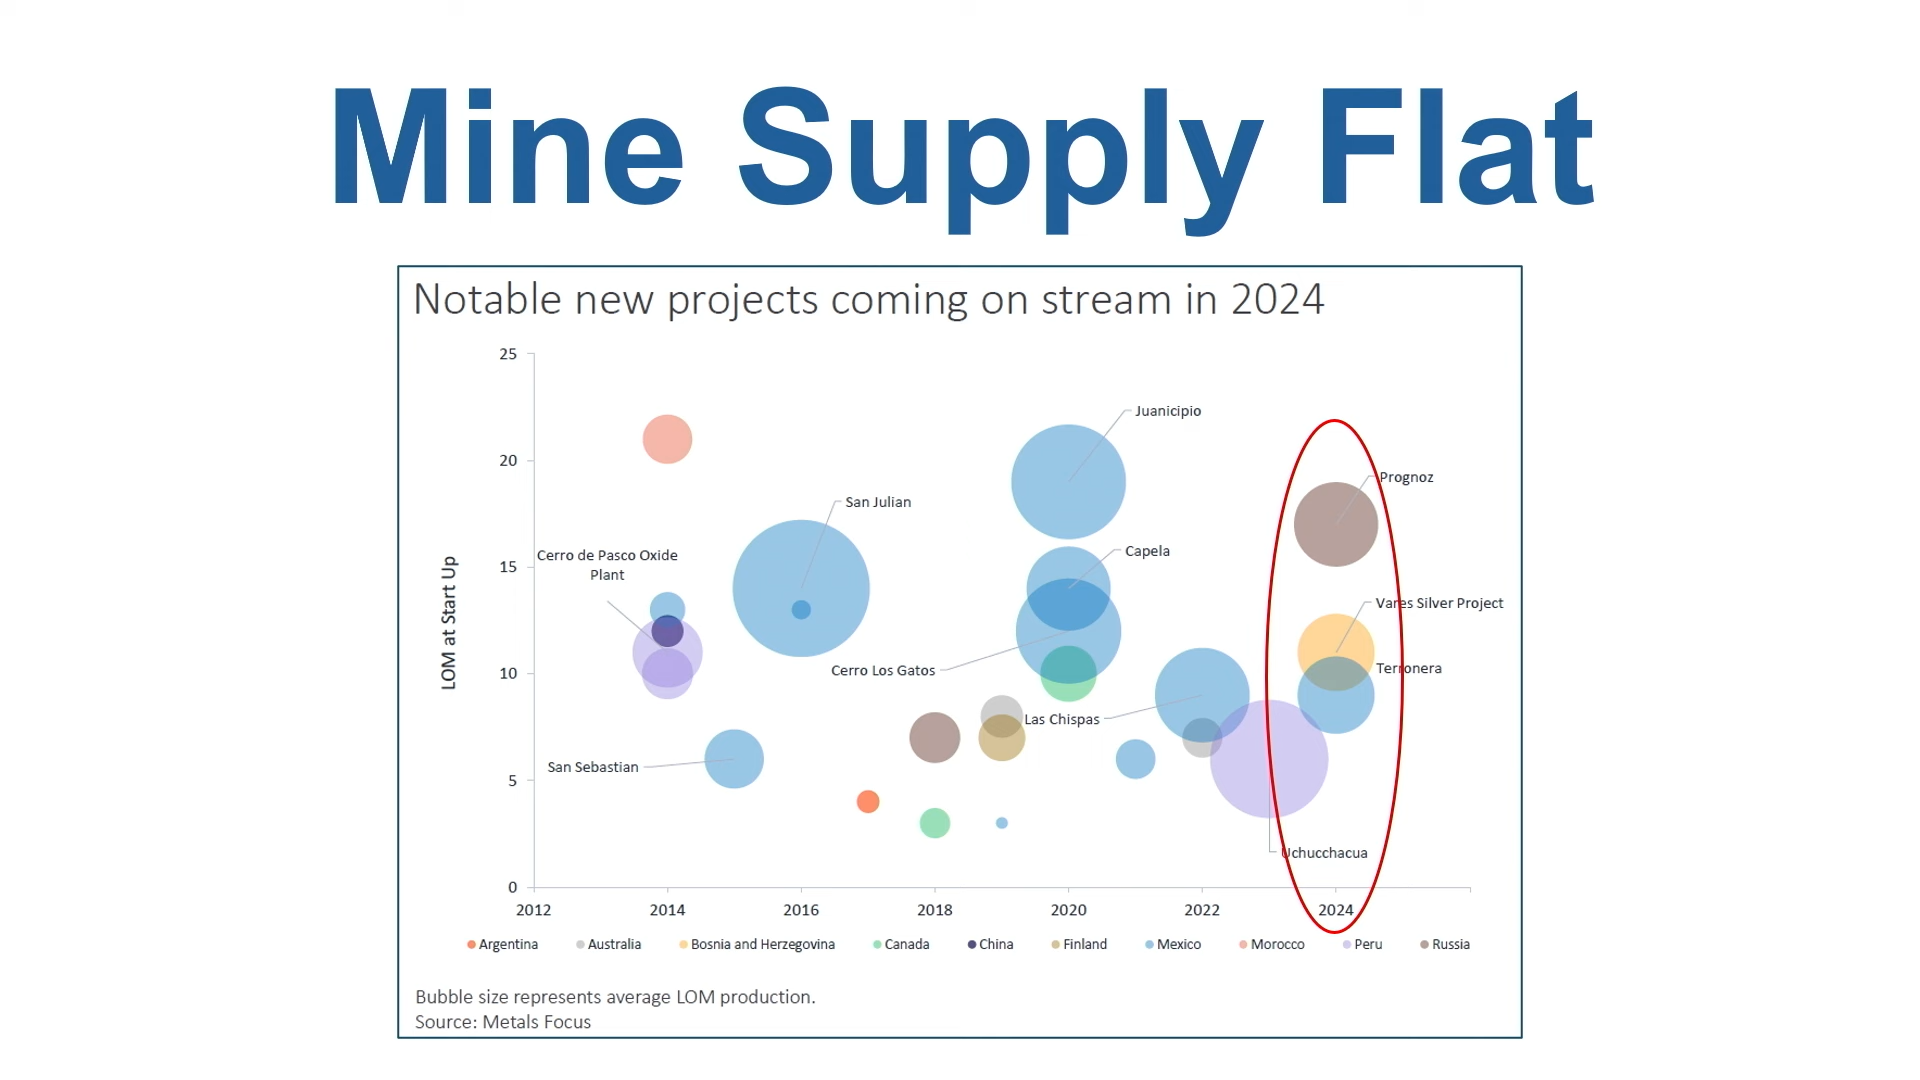 Mine Supply Flat
Notable new projects coming on stream in 2024
25
20
15
10
5
0
LOM at Start Up
Juanicipio
Prognoz
San Julian
Capela
Cerro de Pasco Oxide
Plant
Vares Silver Project
Terronera
Cerro Los Gatos
Las Chispas
San Sebastian
Uchucchacua
2012 2014 2016 2018 2020 2022 2024
Argentina Australia Bosnia and Herzegovina Canada China Finland Mexico Morocco Peru Russia
Bubble size represents average LOM production.
Source: Metals Focus